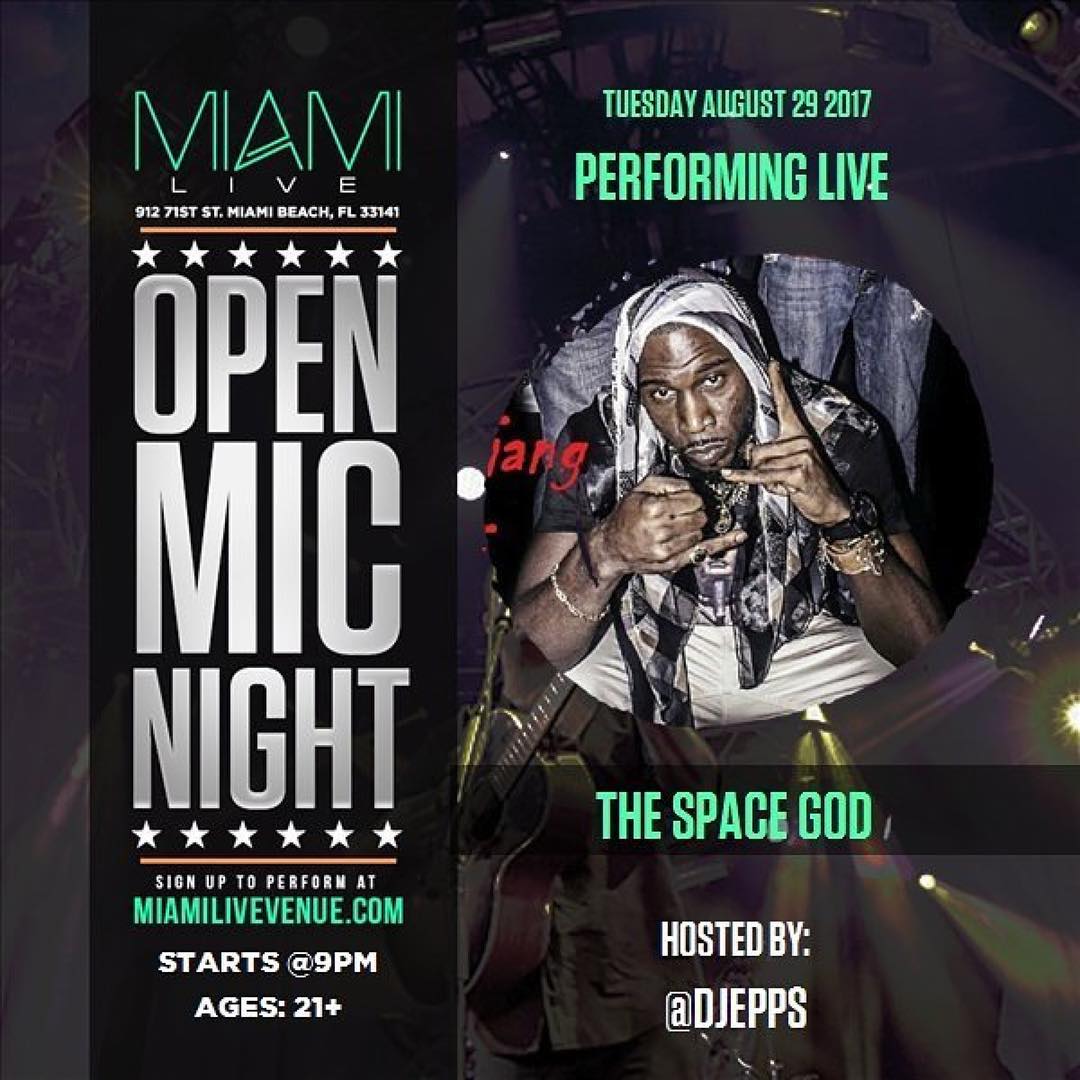 MIAMI
LIVE
912 71ST ST. MIAMI BEACH, FL 33141
OPEN
MIC
NIGHT
SIGN UP TO PERFORM AT
MIAMILIVEVENUE.COM
STARTS @9PM
AGES: 21+
TUESDAY AUGUST 29 2017
PERFORMING LIVE
jang
THE SPACE GOD
HOSTED BY:
@DJEPPS